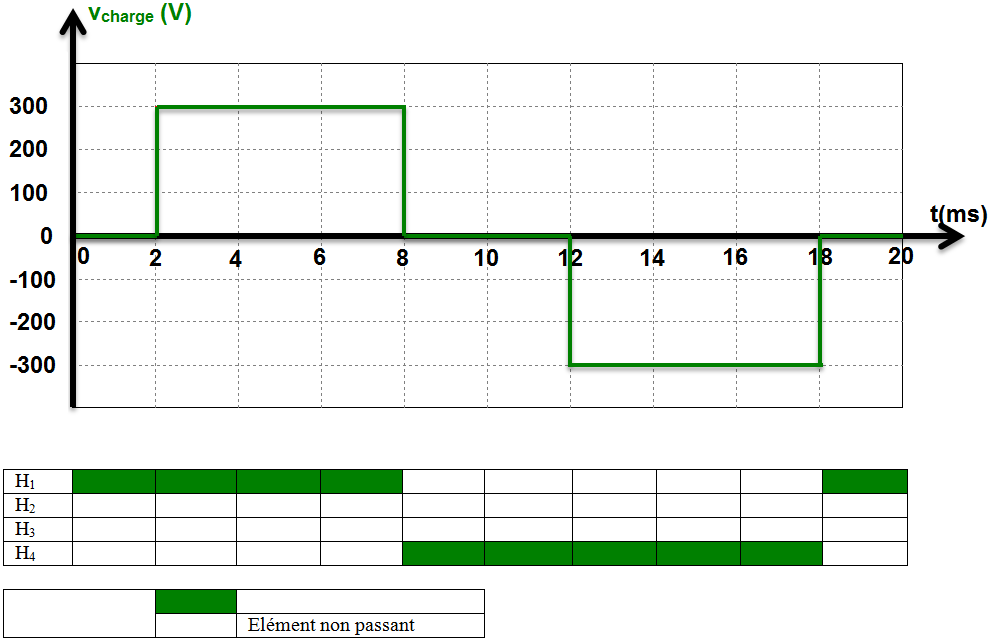 vcharge (V)
300
200
100
0
-100
-200
-300
t(ms)
0 2 4 6 8 10 12 14 16 18 20
H1
H2
H3
H4
Elément non passant